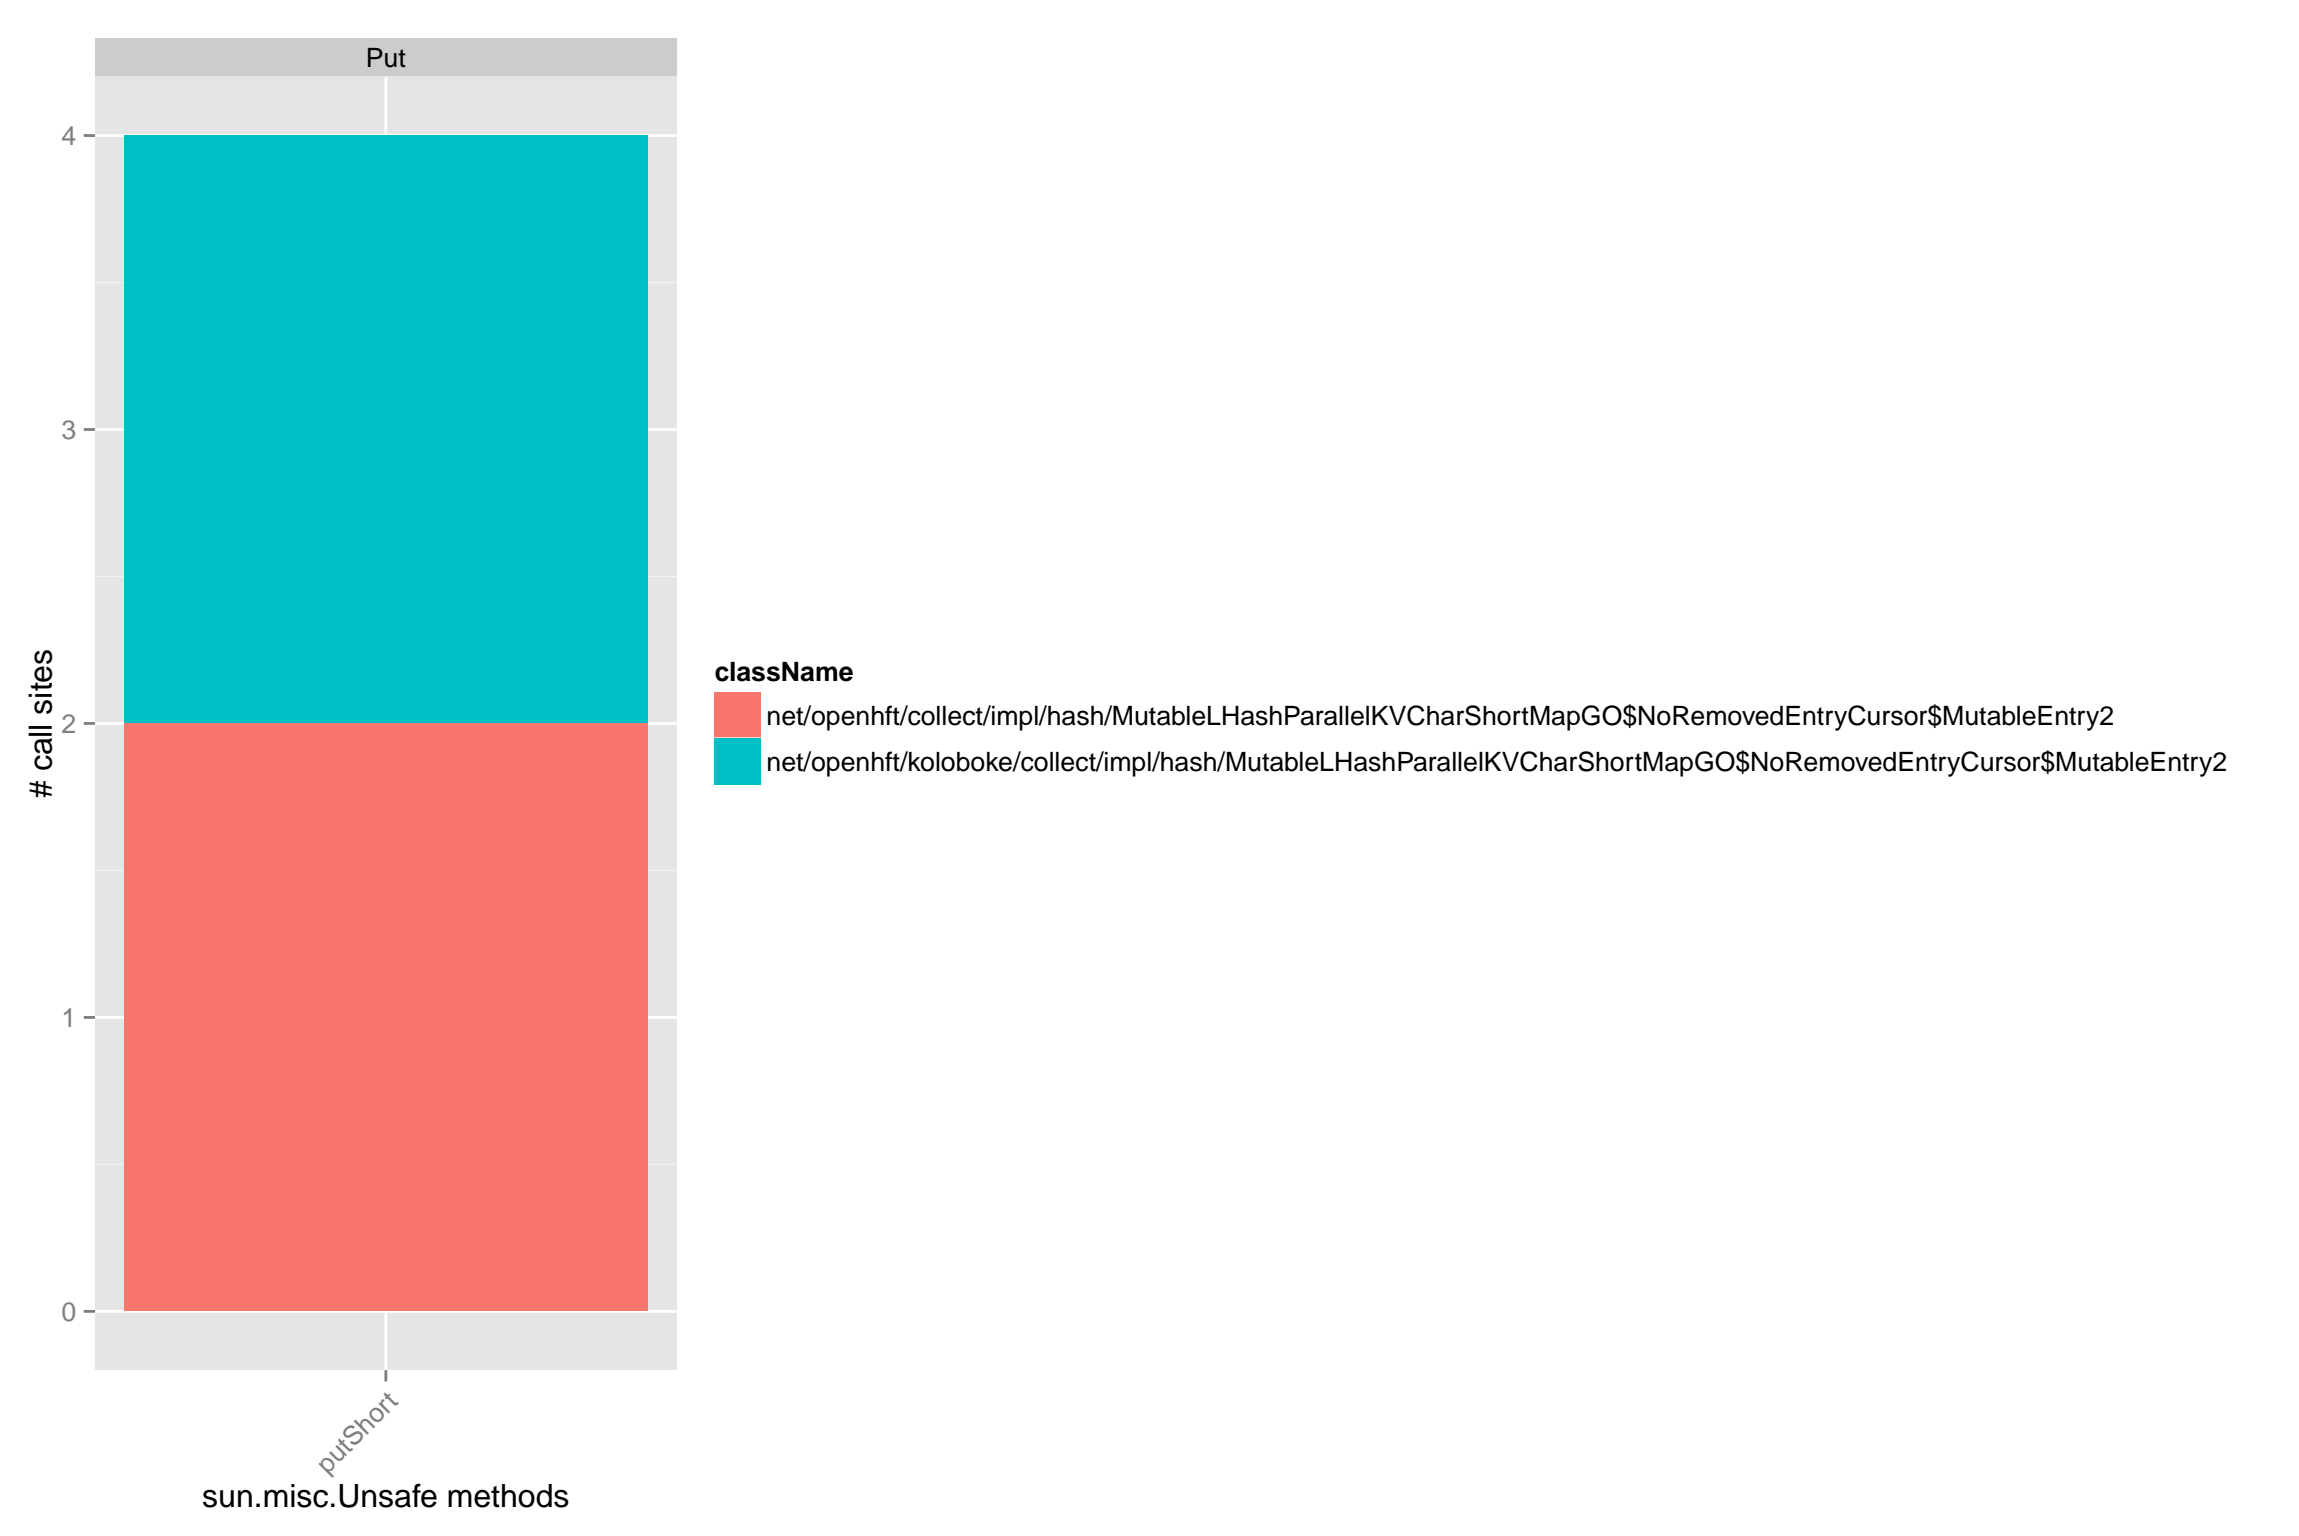 Put
4
3
2
1
0
# call sites
putShort
sun.misc.Unsafe methods
className
net/openhft/collect/impl/hash/MutableLHashParallelKVCharShortMapGO$NoRemovedEntryCursor$MutableEntry2
net/openhft/koloboke/collect/impl/hash/MutableLHashParallelKVCharShortMapGO$NoRemovedEntryCursor$MutableEntry2